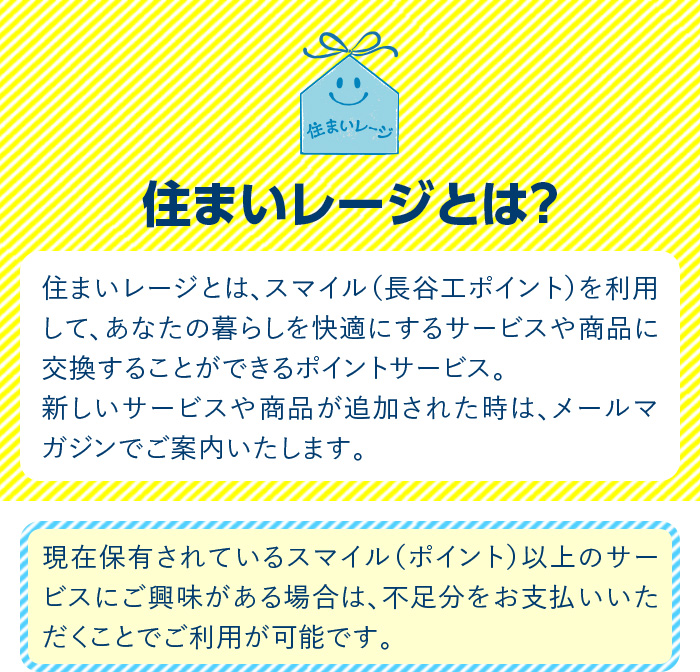 住まいレージ
住まいレージとは?
住まいレージとは、スマイル(長谷工ポイント)を利用
して、あなたの暮らしを快適にするサービスや商品に
交換することができるポイントサービス。
新しいサービスや商品が追加された時は、メールマ
ガジンでご案内いたします。
現在保有されているスマイル(ポイント)以上のサー
ビスにご興味がある場合は、不足分をお支払いいた
だくことでご利用が可能です。